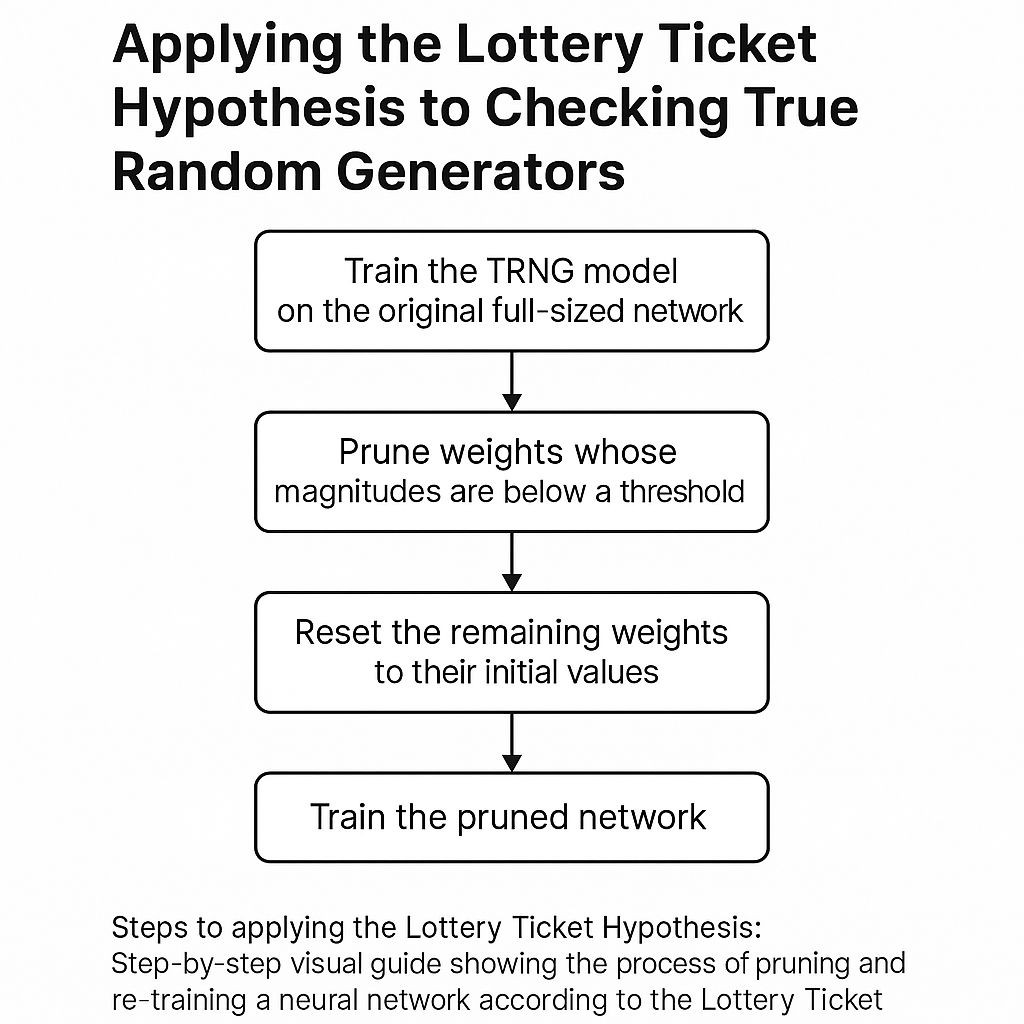 Applying the Lottery Ticket
Hypothesis to Checking True
Random Generators
Train the TRNG model
on the original full-sized network
Prune weights whose
magnitudes are below a threshold
Reset the remaining weights
to their initial values
Train the pruned network
Steps to applying the Lottery Ticket Hypothesis:
Step-by-step visual guide showing the process of pruning and
re-training a neural network according to the Lottery Ticket